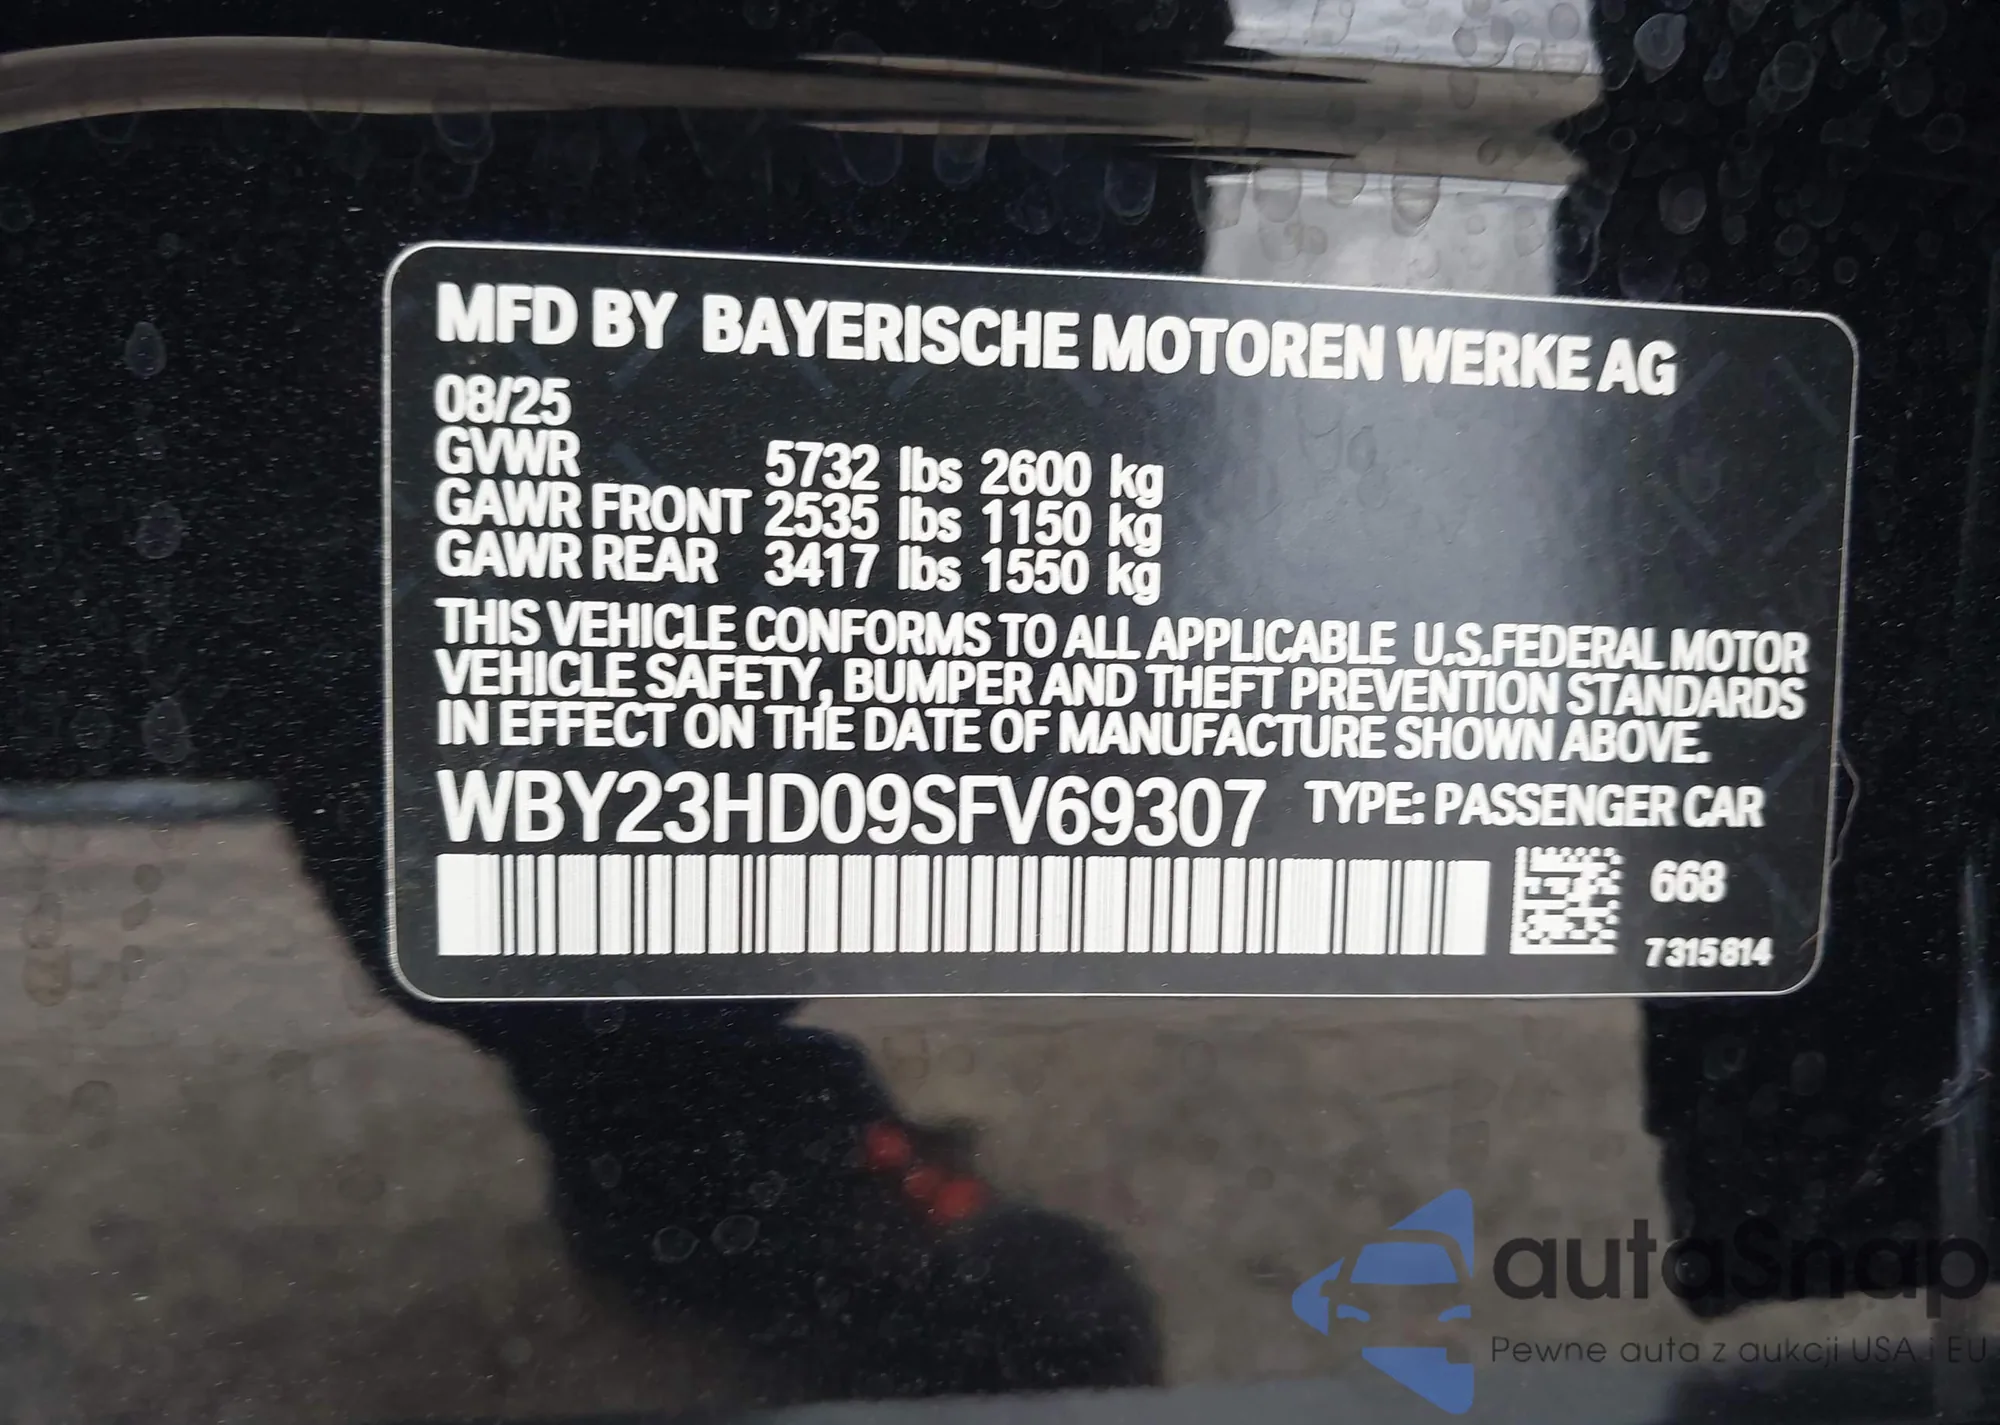 MFD BY BAYERISCHE MOTOREN WERKE AG
08/25
GVWR 5732 lbs 2600 kg
GAWR FRONT 2535 lbs 1150 kg
GAWR REAR 3417 lbs 1550 kg
THIS VEHICLE CONFORMS TO ALL APPLICABLE U.S.FEDERAL MOTOR
VEHICLE SAFETY, BUMPER AND THEFT PREVENTION STANDARDS
IN EFFECT ON THE DATE OF MANUFACTURE SHOWN ABOVE.
WBY23HD09SFV69307 TYPE: PASSENGER CAR
668
7315814
autaSnap
Pewne auta z aukcji USA i EU